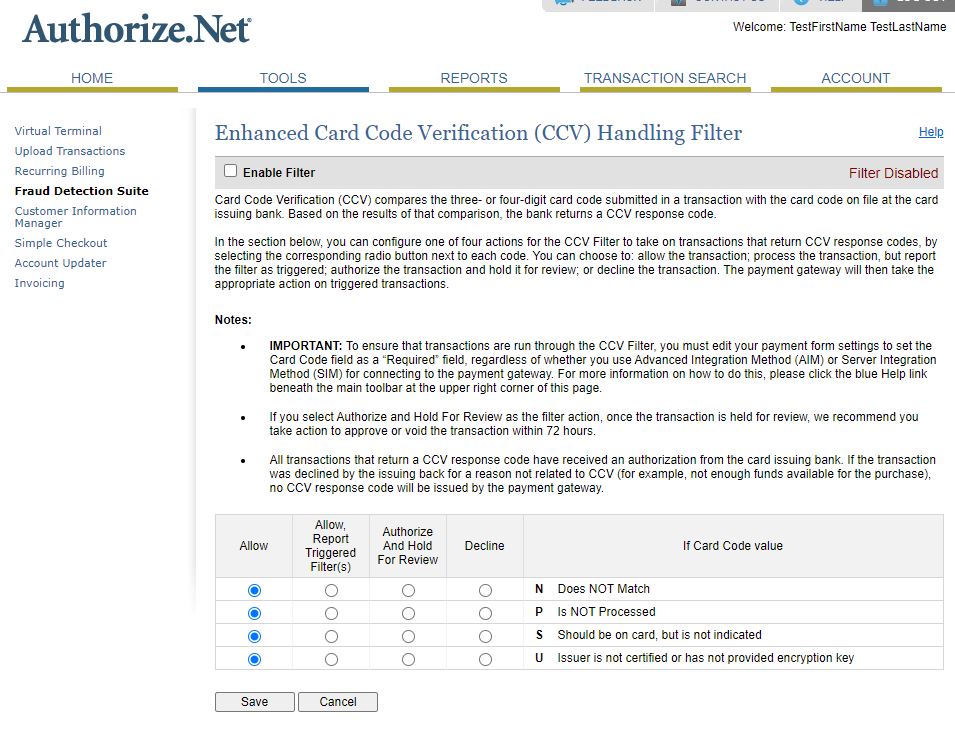 FEEDBACK CONTACT US HELP LOG OUT
Authorize.Net
Welcome: TestFirstName TestLastName
HOME TOOLS REPORTS TRANSACTION SEARCH ACCOUNT
Virtual Terminal
Upload Transactions
Recurring Billing
Fraud Detection Suite
Customer Information
Manager
Simple Checkout
Account Updater
Invoicing
Enhanced Card Code Verification (CCV) Handling Filter
Help
Enable Filter
Filter Disabled
Card Code Verification (CCV) compares the three- or four-digit card code submitted in a transaction with the card code on file at the card
issuing bank. Based on the results of that comparison, the bank returns a CCV response code.
In the section below, you can configure one of four actions for the CCV Filter to take on transactions that return CCV response codes, by
selecting the corresponding radio button next to each code. You can choose to: allow the transaction; process the transaction, but report
the filter as triggered; authorize the transaction and hold it for review; or decline the transaction. The payment gateway will then take the
appropriate action on triggered transactions.
Notes:
• IMPORTANT: To ensure that transactions are run through the CCV Filter, you must edit your payment form settings to set the
Card Code field as a “Required” field, regardless of whether you use Advanced Integration Method (AIM) or Server Integration
Method (SIM) for connecting to the payment gateway. For more information on how to do this, please click the blue Help link
beneath the main toolbar at the upper right corner of this page.
• If you select Authorize and Hold For Review as the filter action, once the transaction is held for review, we recommend you
take action to approve or void the transaction within 72 hours.
• All transactions that return a CCV response code have received an authorization from the card issuing bank. If the transaction
was declined by the issuing back for a reason not related to CCV (for example, not enough funds available for the purchase),
no CCV response code will be issued by the payment gateway.
Allow
Allow,
Report
Triggered
Filter(s)
Authorize
And Hold
For Review
Decline
If Card Code value
N Does NOT Match
P Is NOT Processed
S Should be on card, but is not indicated
U Issuer is not certified or has not provided encryption key
Save Cancel